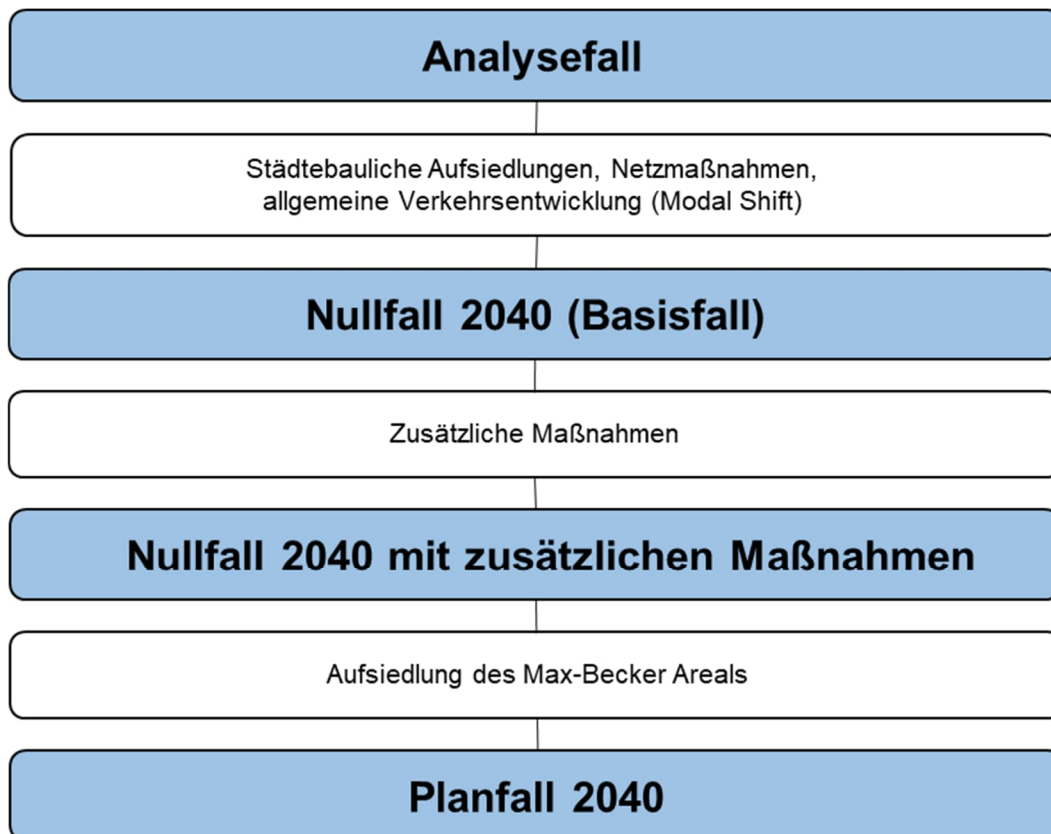 Analysefall
Städtebauliche Aufsiedlungen, Netzmaßnahmen,
allgemeine Verkehrsentwicklung (Modal Shift)
Nullfall 2040 (Basisfall)
Zusätzliche Maßnahmen
Nullfall 2040 mit zusätzlichen Maßnahmen
Aufsiedlung des Max-Becker Areals
Planfall 2040